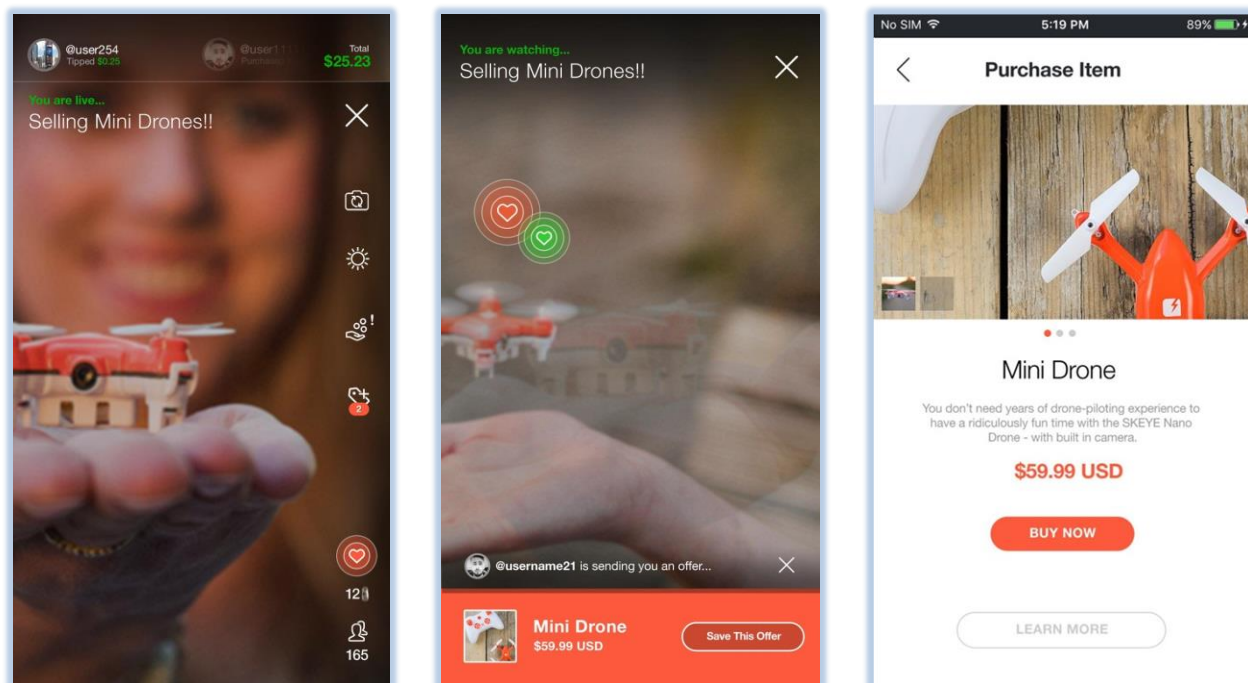 @user254
Tipped $0.25
Total
$25.23
You are live...
Selling Mini Drones!!
2
165
You are watching...
Selling Mini Drones!!
@username21 is sending you an offer...
Mini Drone
$59.99 USD
Save This Offer
No SIM
5:19 PM
89%
Purchase Item
Mini Drone
You don't need years of drone-piloting experience to
have a ridiculously fun time with the SKEYE Nano
Drone - with built in camera.
$59.99 USD
BUY NOW
LEARN MORE